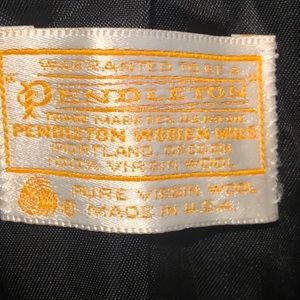 WARRANTED TO BE A
"PENDLETON"
TRADE MARK REG. U.S. PAT. OFF.
PENDLETON WOOLEN MILLS
PORTLAND, OREGON
100% VIRGIN WOOL
PURE VIRGIN WOOL
® MADE IN U.S.A.